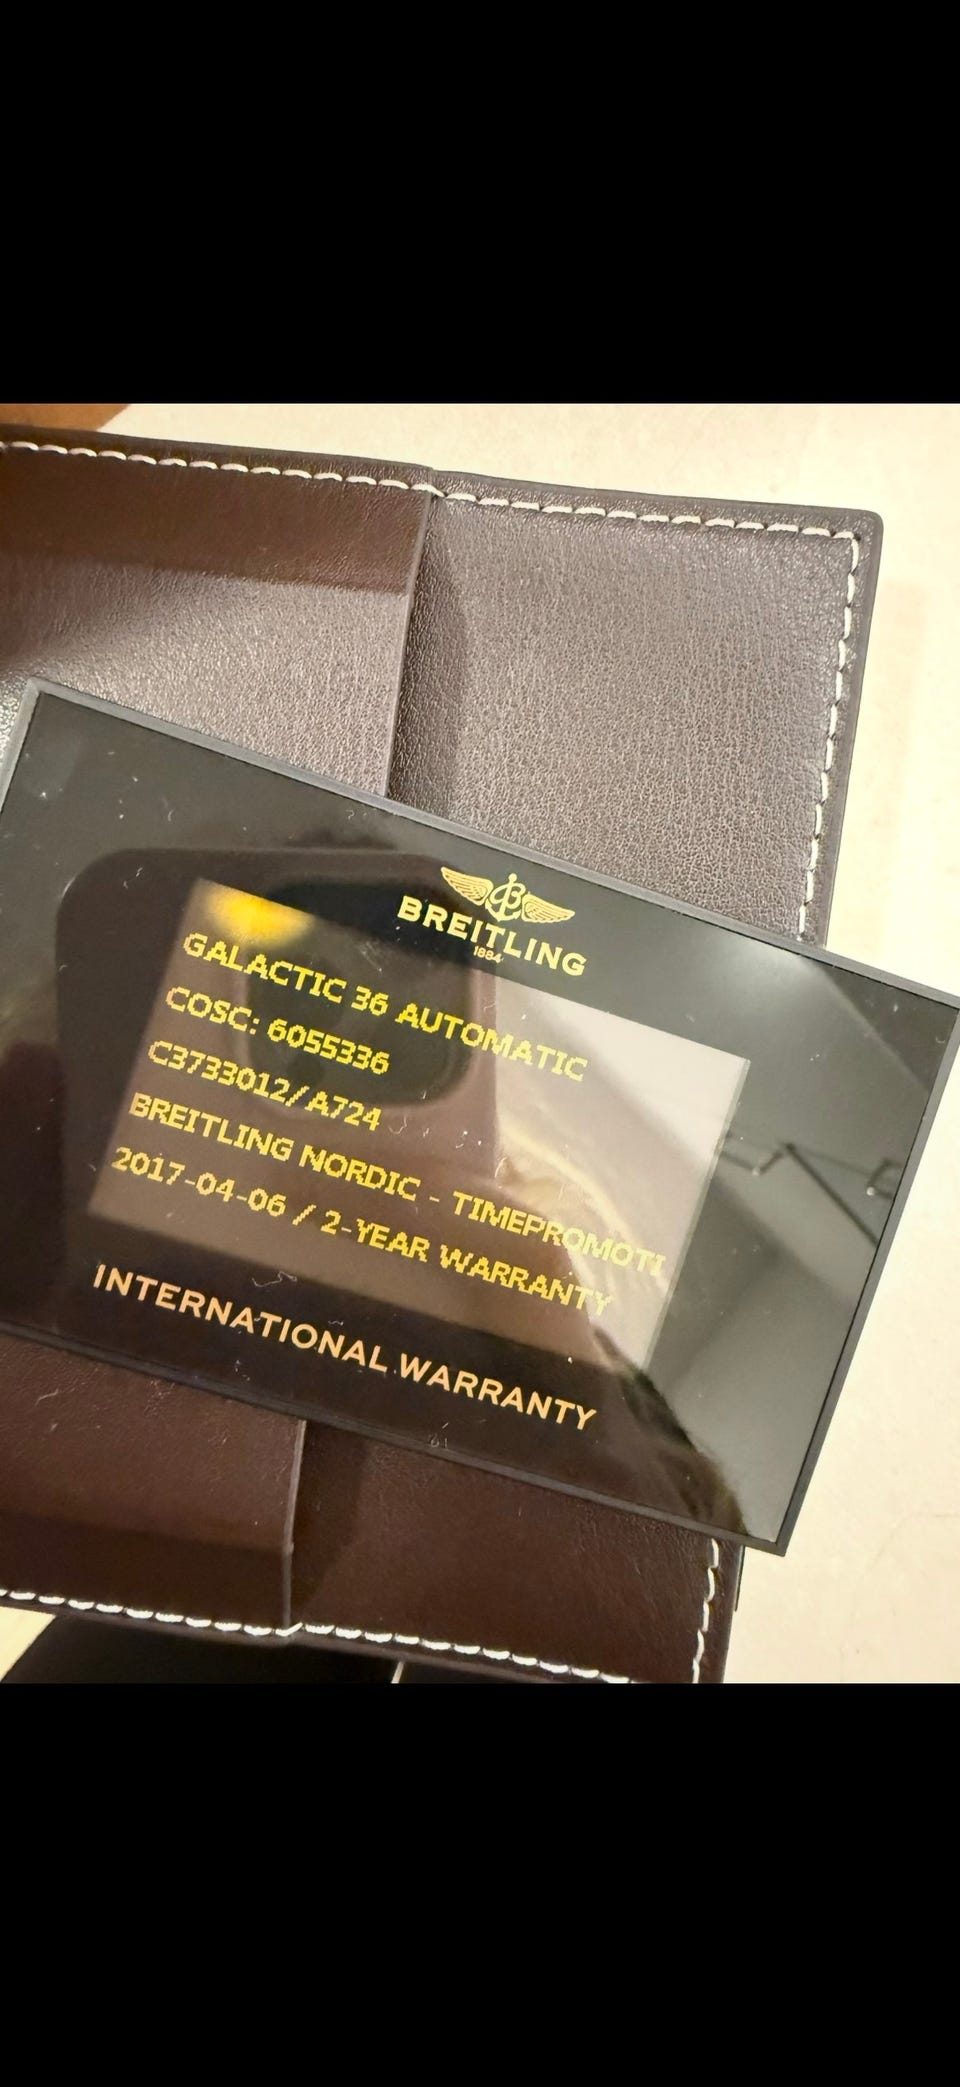 BREITLING
1884
GALACTIC 36 AUTOMATIC
COSC: 6055336
C3733012/A724
BREITLING NORDIC - TIMEPROMOTI
2017-04-06 / 2-YEAR WARRANTY
INTERNATIONAL WARRANTY